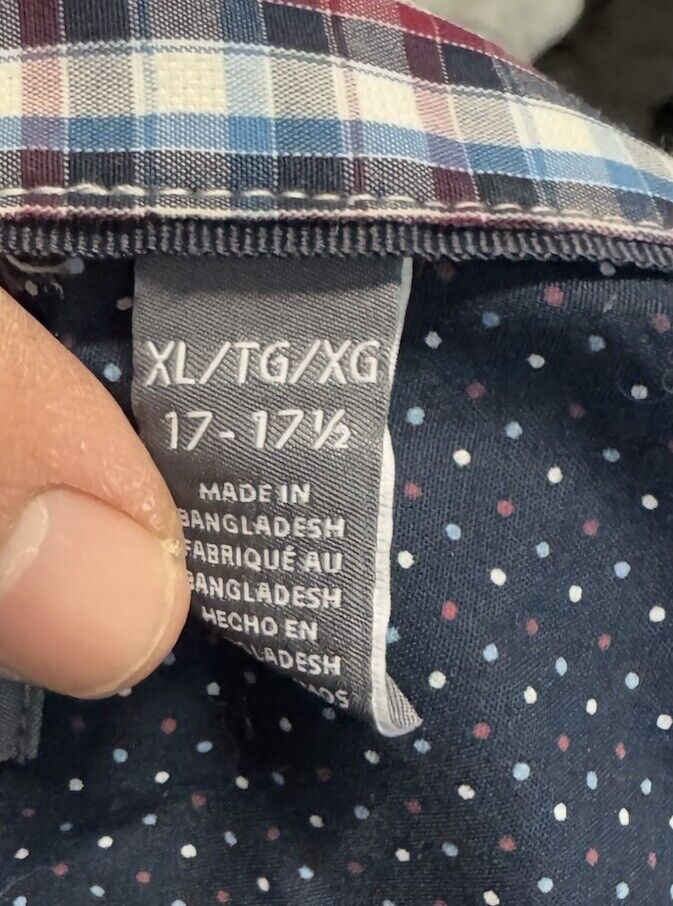 XL/TG/XG
17-17½
MADE IN
BANGLADESH
FABRIQUÉ AU
BANGLADESH
HECHO EN